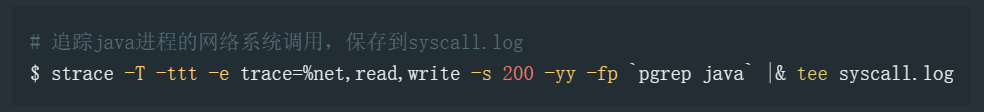 # 追踪java进程的网络系统调用，保存到syscall.log
$ strace -T -ttt -e trace=%net,read,write -s 200 -yy -fp `pgrep java` |& tee syscall.log